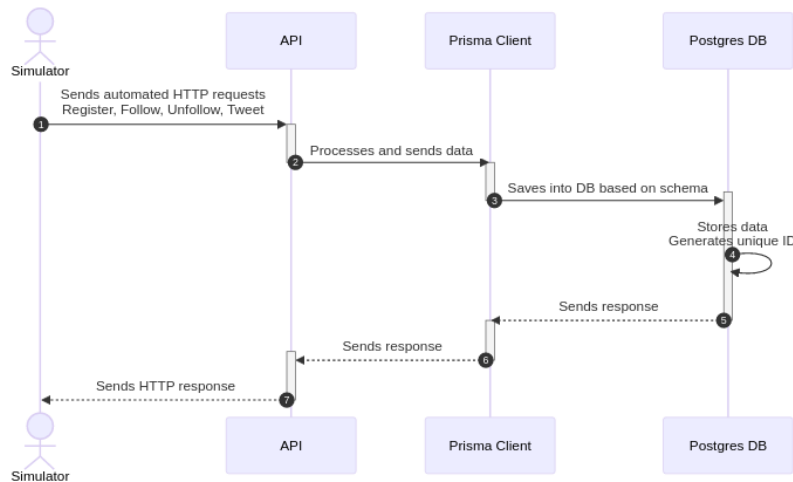 API
Prisma Client
Postgres DB
Simulator
Sends automated HTTP requests
Register, Follow, Unfollow, Tweet
1
2
Processes and sends data
3
Saves into DB based on schema
Stores data
Generates unique ID
4
Sends response
5
Sends response
6
Sends HTTP response
7
API
Prisma Client
Postgres DB
Simulator